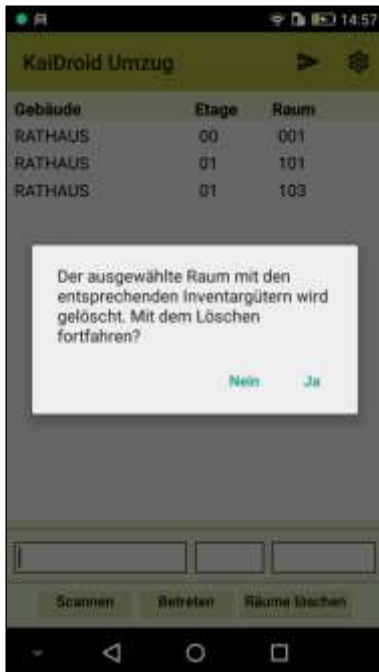 14:57
KaiDroid Umzug
Gebäude Etage Raum
RATHAUS 00 001
RATHAUS 01 101
RATHAUS 01 103
Der ausgewählte Raum mit den
entsprechenden Inventargütern wird
gelöscht. Mit dem Löschen
fortfahren?
Nein Ja
Scannen Betreten Räume löschen